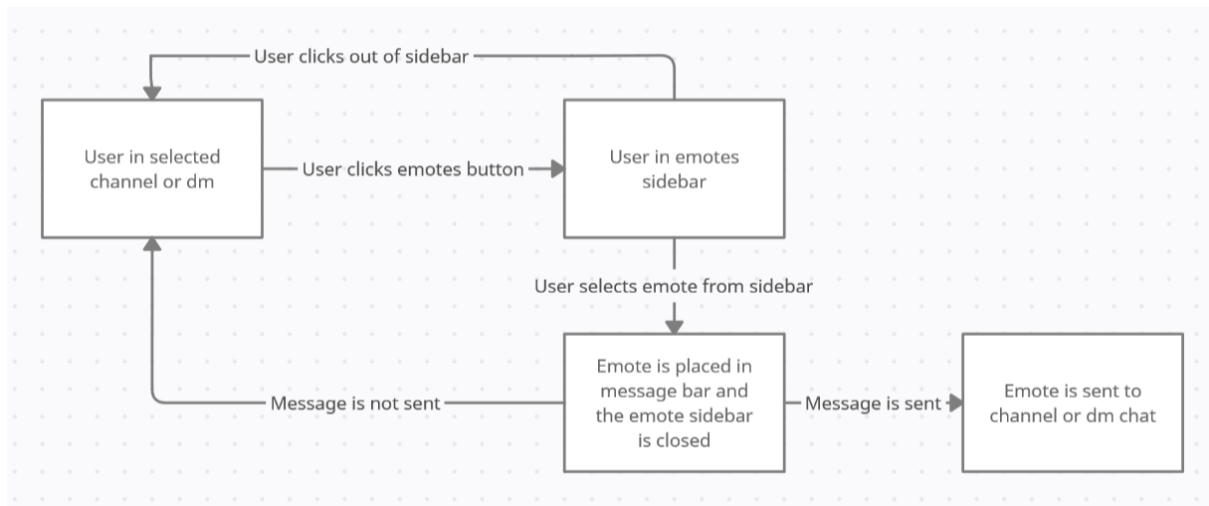 User clicks out of sidebar
User in selected
channel or dm
User clicks emotes button
User in emotes
sidebar
User selects emote from sidebar
Emote is placed in
message bar and
the emote sidebar
is closed
Message is not sent
Message is sent
Emote is sent to
channel or dm chat